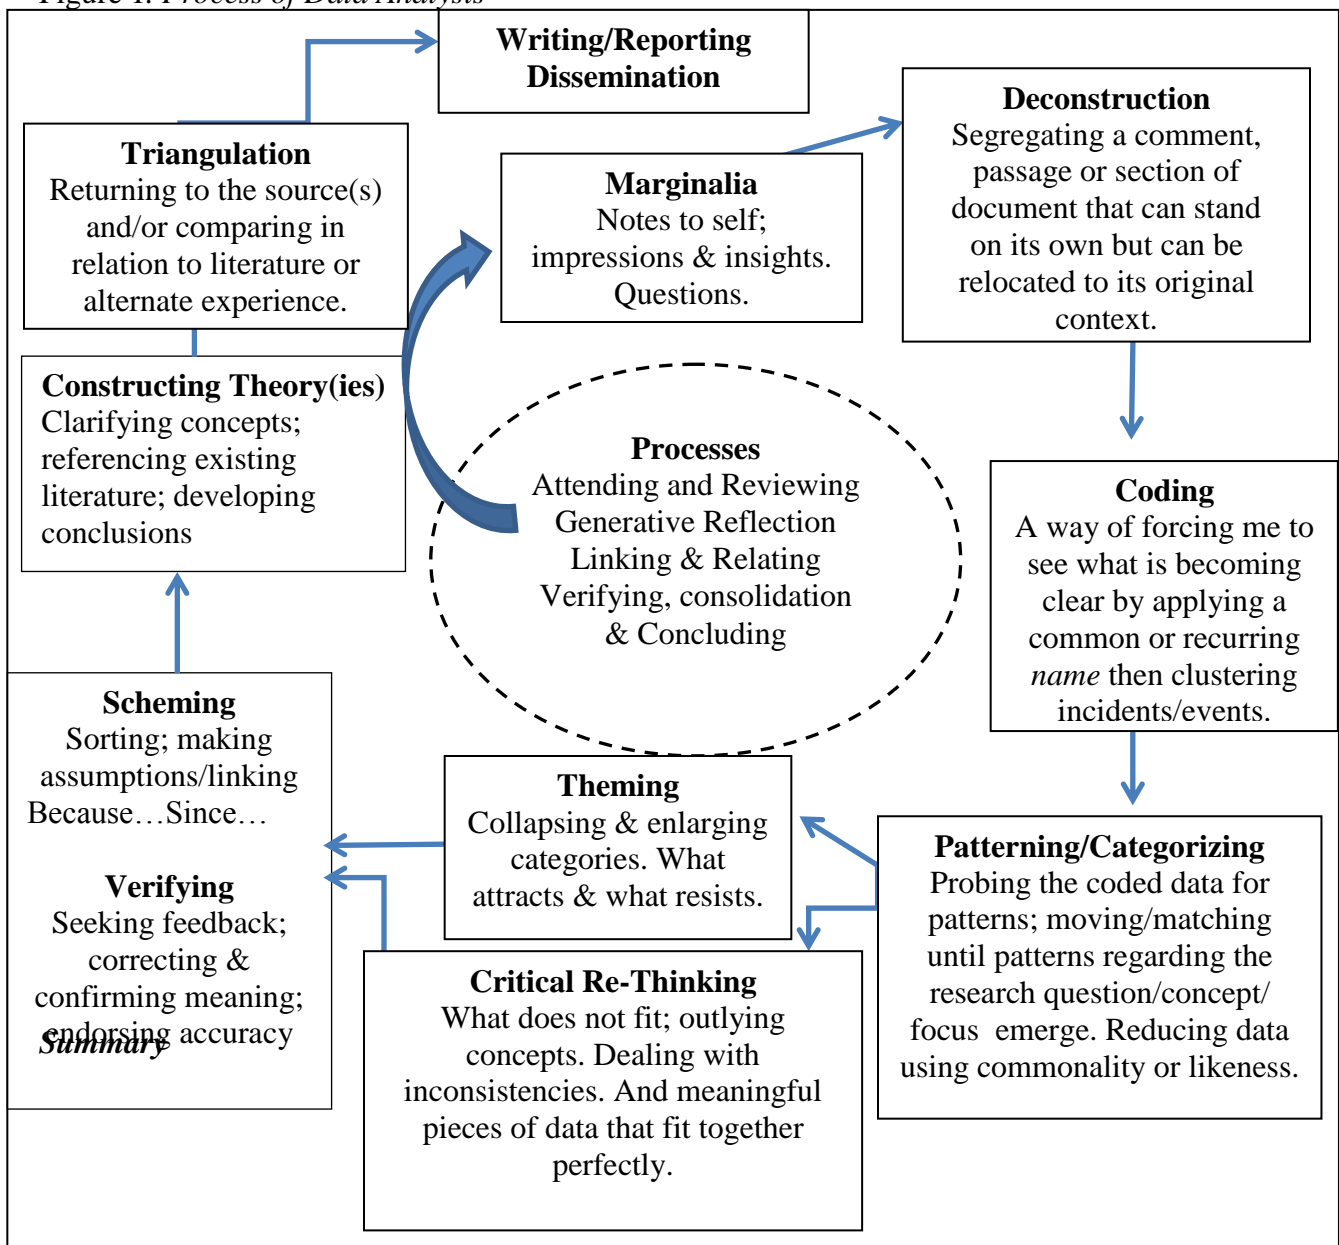 Figure 1. Process of Data Analysis
Writing/Reporting
Dissemination
Triangulation
Returning to the source(s)
and/or comparing in
relation to literature or
alternate experience.
Marginalia
Notes to self;
impressions & insights.
Questions.
Deconstruction
Segregating a comment,
passage or section of
document that can stand
on its own but can be
relocated to its original
context.
Constructing Theory(ies)
Clarifying concepts;
referencing existing
literature; developing
conclusions
Processes
Attending and Reviewing
Generative Reflection
Linking & Relating
Verifying, consolidation
& Concluding
Coding
A way of forcing me to
see what is becoming
clear by applying a
common or recurring
name then clustering
incidents/events.
Scheming
Sorting; making
assumptions/linking
Because…Since…
Verifying
Seeking feedback;
correcting &
confirming meaning;
endorsing accuracy
Summary
Theming
Collapsing & enlarging
categories. What
attracts & what resists.
Patterning/Categorizing
Probing the coded data for
patterns; moving/matching
until patterns regarding the
research question/concept/
focus emerge. Reducing data
using commonality or likeness.
Critical Re-Thinking
What does not fit; outlying
concepts. Dealing with
inconsistencies. And meaningful
pieces of data that fit together
perfectly.